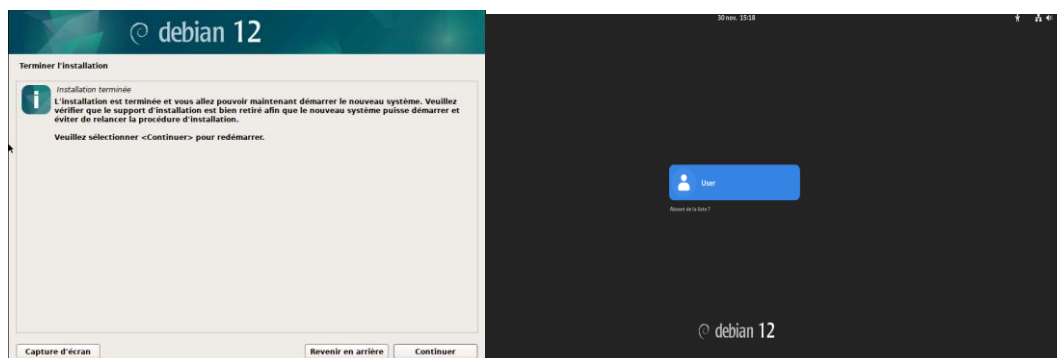 debian 12
Terminer l'installation
Installation terminée
L'installation est terminée et vous allez pouvoir maintenant démarrer le nouveau système. Veuillez
vérifier que le support d'installation est bien retiré afin que le nouveau système puisse démarrer et
éviter de relancer la procédure d'installation.
Veuillez sélectionner <Continuer> pour redémarrer.
Capture d'écran
Revenir en arrière
Continuer
30 nov. 15:18
User
Absent de la liste ?
debian 12